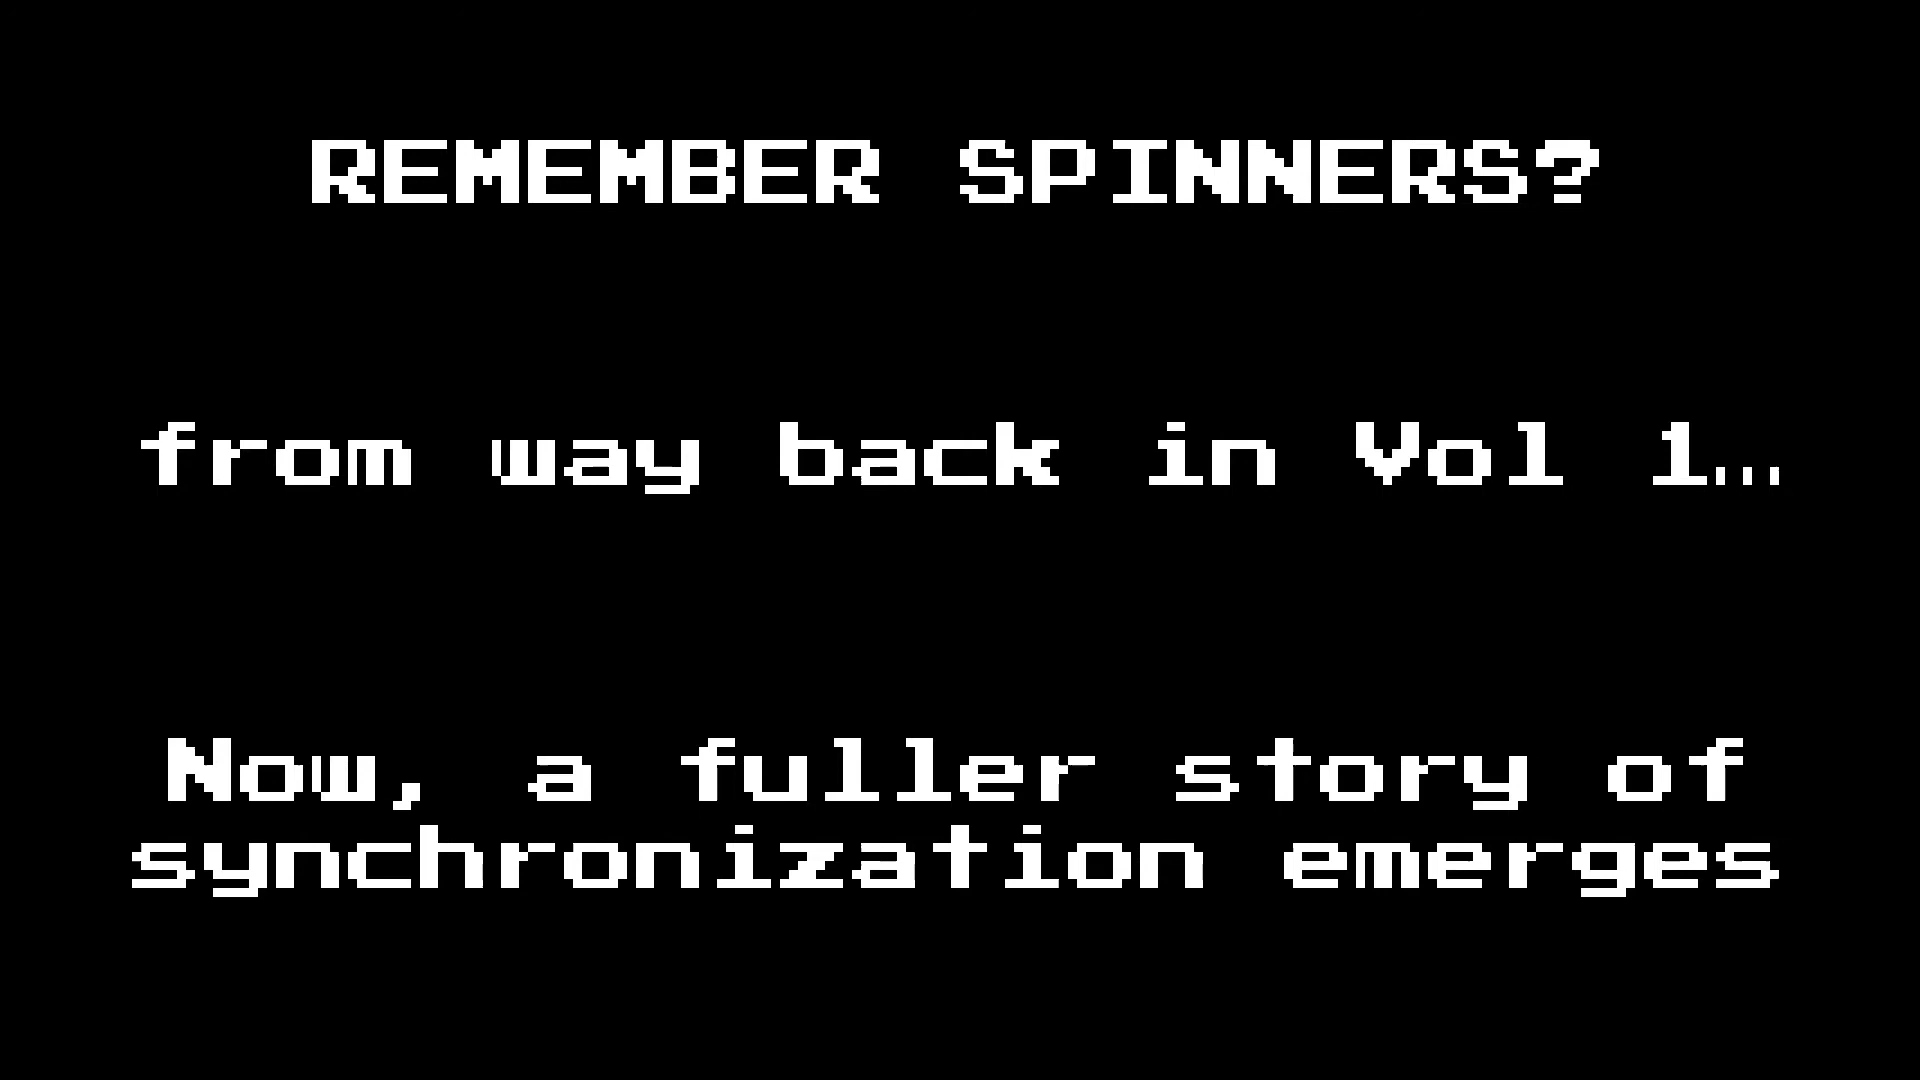 REMEMBER SPINNERS?
from way back in Vol 1…
Now, a fuller story of
synchronization emerges